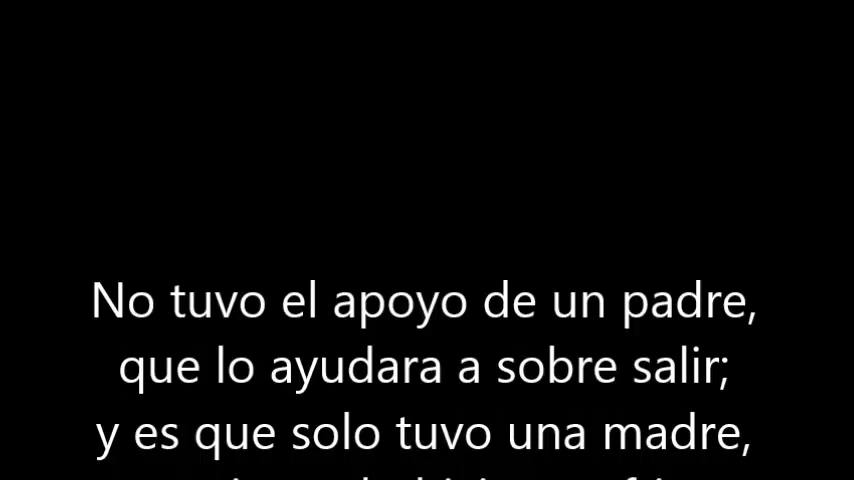 No tuvo el apoyo de un padre,
que lo ayudara a sobre salir;
y es que solo tuvo una madre,